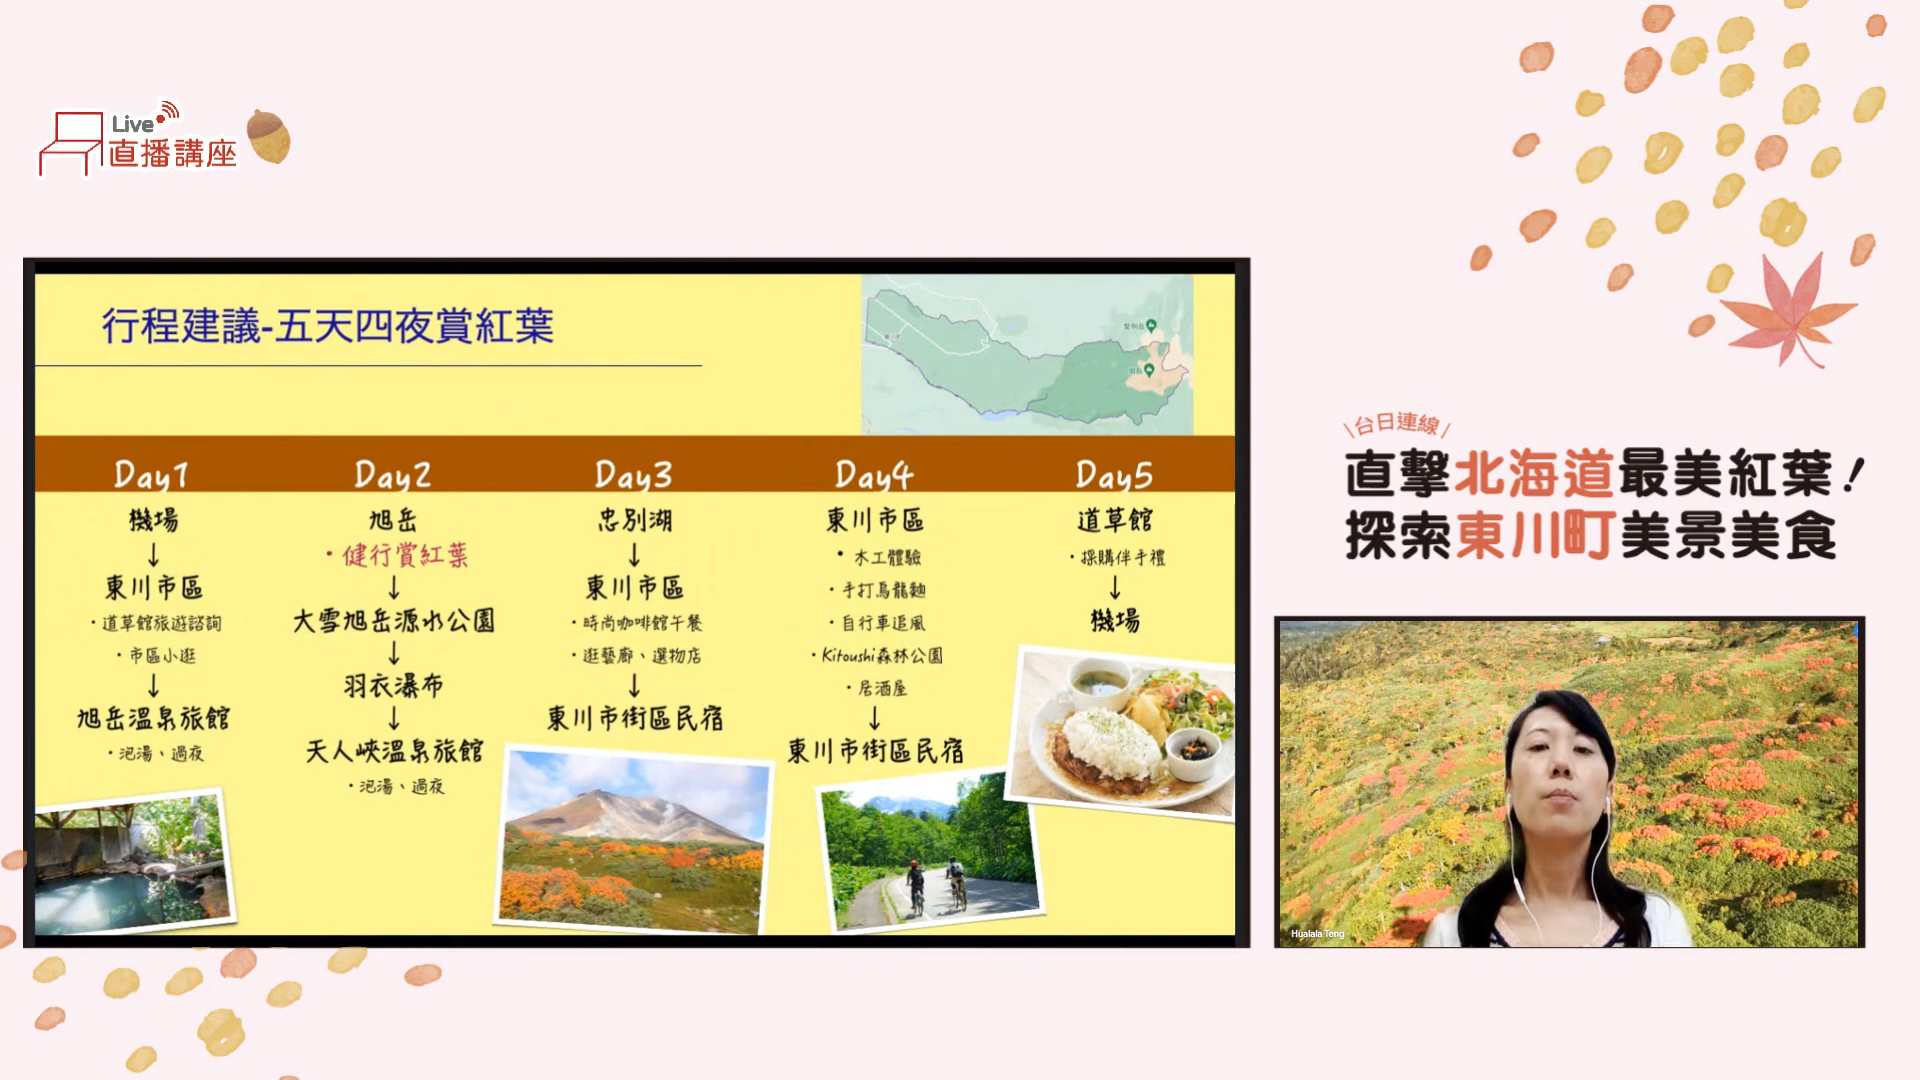 Live
直播講座
行程建議-五天四夜賞紅葉
Day1
機場
↓
東川市區
・道草館旅遊諮詢
・市區小逛
↓
旭岳溫泉旅館
・泡湯、過夜
Day2
旭岳
・健行賞紅葉
↓
大雪旭岳源水公園
↓
羽衣瀑布
↓
天人峽溫泉旅館
・泡湯、過夜
Day3
忠別湖
↓
東川市區
・時尚咖啡館午餐
・逛藝廊、選物店
↓
東川市街區民宿
Day4
東川市區
・木工體驗
・手打烏龍麵
・自行車追風
・Kitoushi森林公園
・居酒屋
↓
東川市街區民宿
Day5
道草館
・採購伴手禮
↓
機場
\台日連線/
直擊北海道最美紅葉!
探索東川町美景美食
Hualala Teng